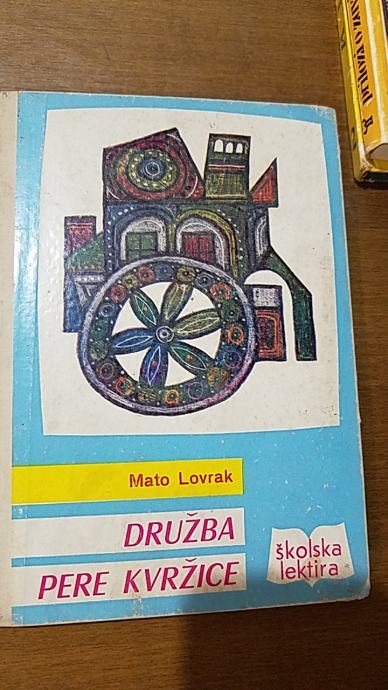 Mato Lovrak
DRUŽBA
PERE KVRŽICE
školska
lektira